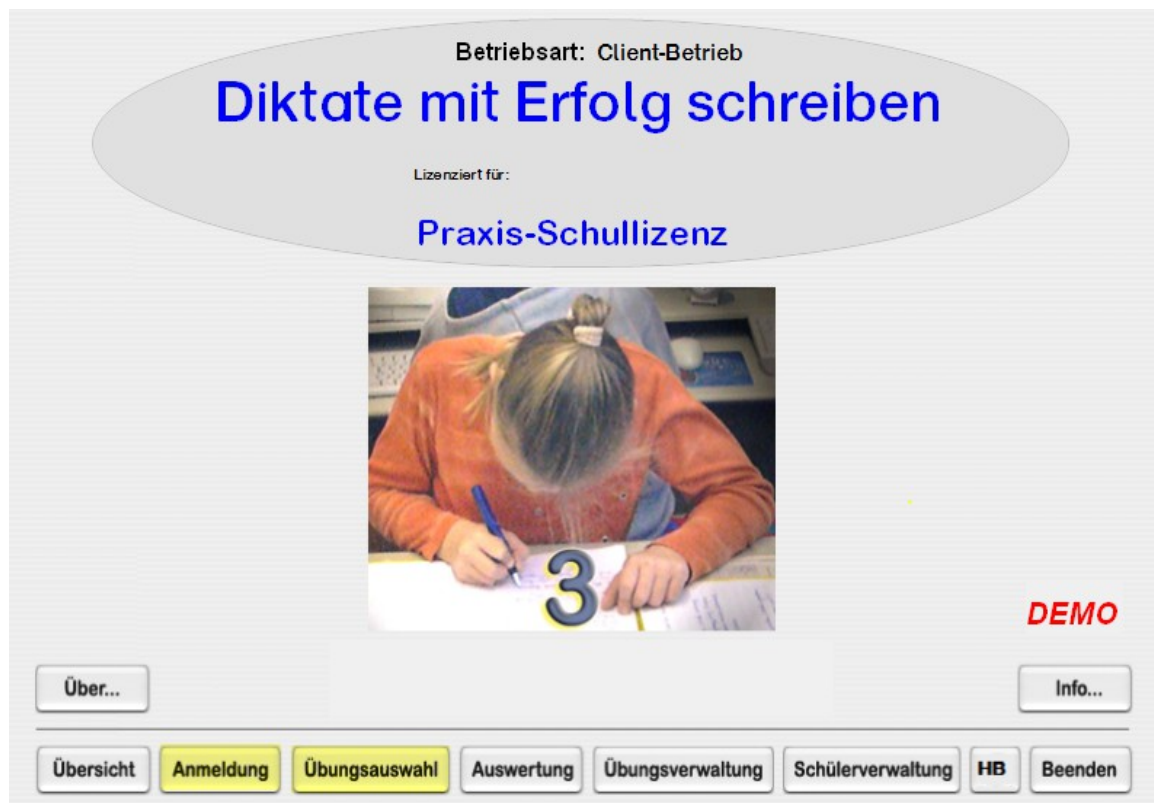 Betriebsart: Client-Betrieb
Diktate mit Erfolg schreiben
Lizenziert für:
Praxis-Schullizenz
3
DEMO
Über... Info...
Übersicht Anmeldung Übungsauswahl Auswertung Übungsverwaltung Schülerverwaltung HB Beenden